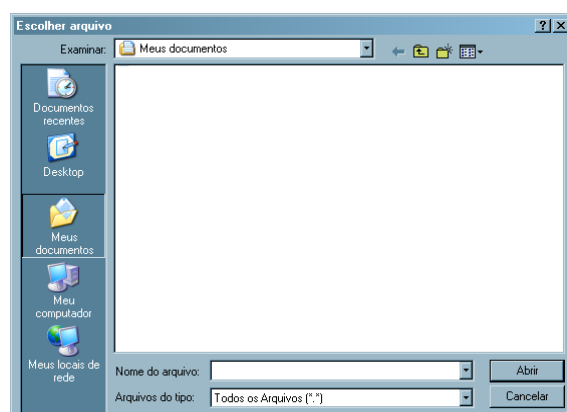 Escolher arquivo
Examinar:
Meus documentos
Documentos
recentes
Desktop
Meus
documentos
Meu
computador
Meus locais de
rede
Nome do arquivo:
Abrir
Arquivos do tipo:
Todos os Arquivos (*.*)
Cancelar